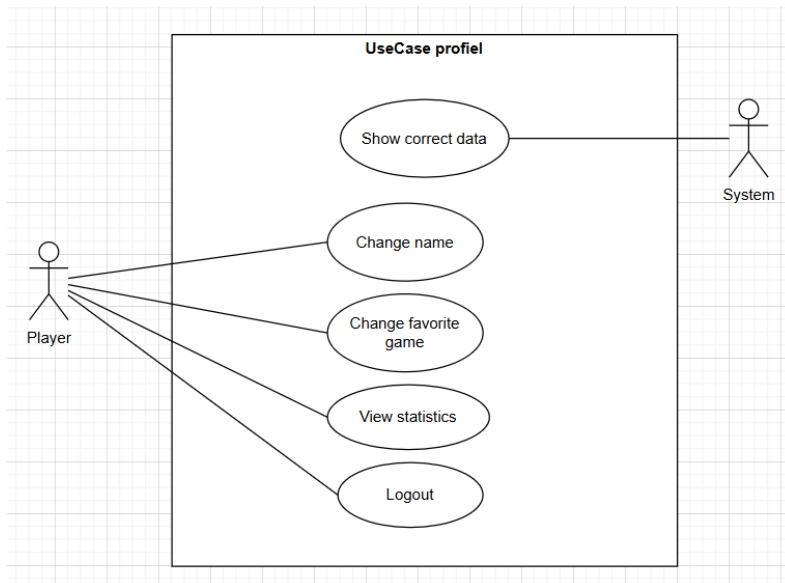 UseCase profiel
Show correct data
System
Change name
Player
Change favorite
game
View statistics
Logout